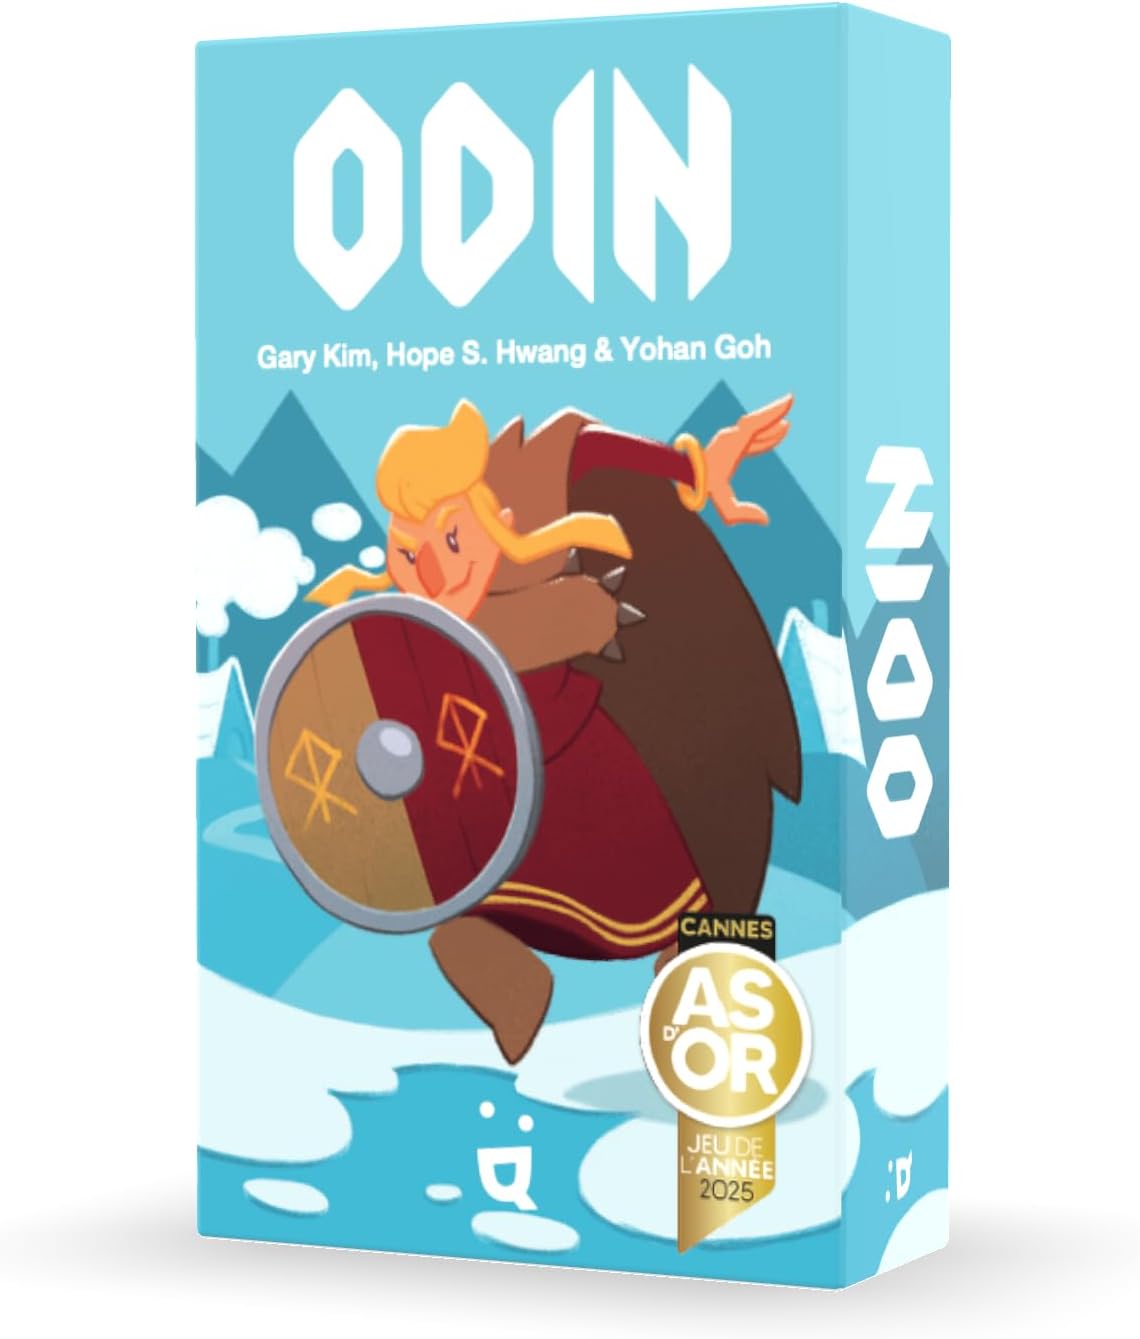 ODIN
Gary Kim, Hope S. Hwang & Yohan Goh
ODIN
CANNES
AS
D'
OR
JEU DE
L'ANNÉE
2025